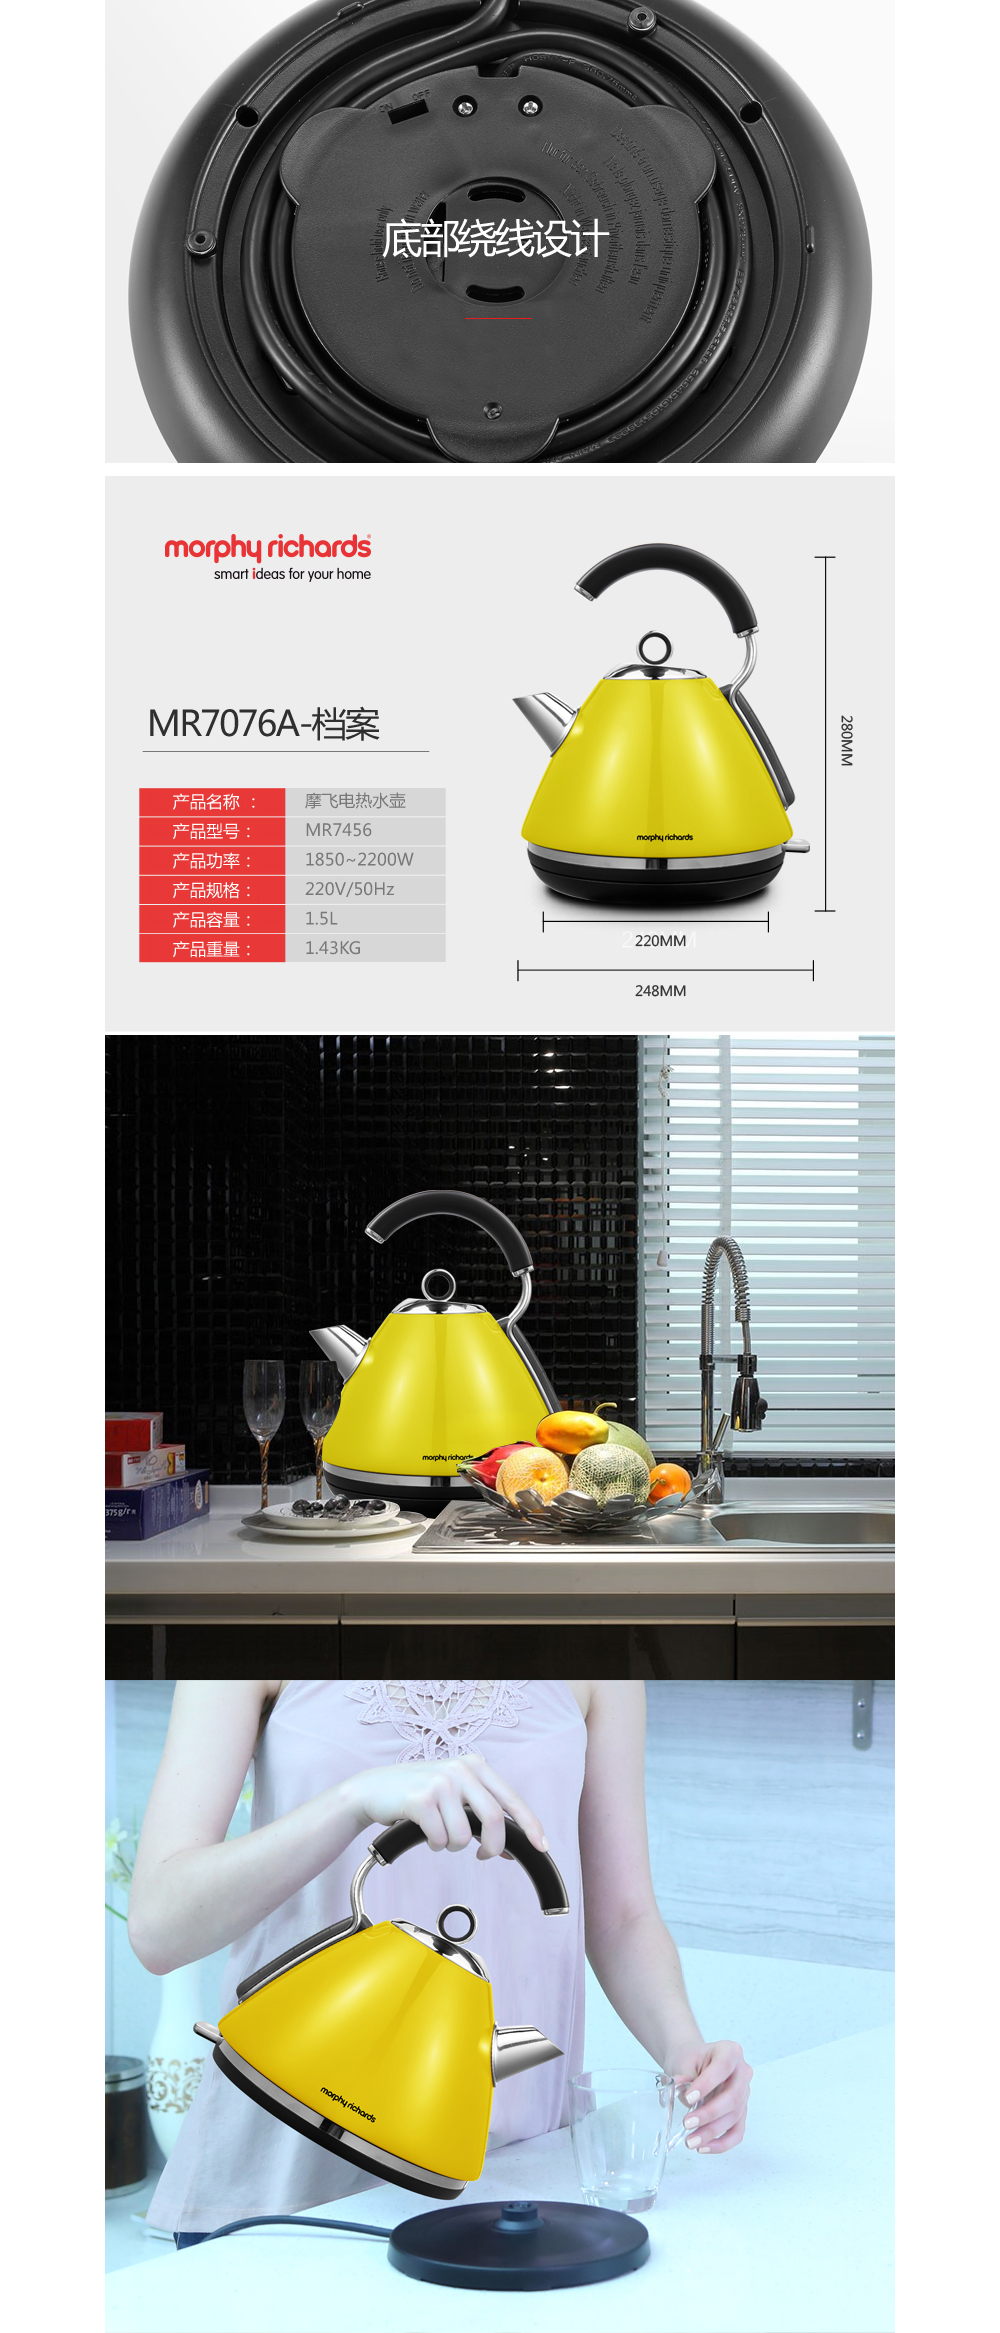 ON OFF
底部绕线设计
morphy richards
smart ideas for your home
MR7076A-档案
产品名称 : 摩飞电热水壶
产品型号 : MR7456
产品功率 : 1850~2200W
产品规格 : 220V/50Hz
产品容量 : 1.5L
产品重量 : 1.43KG
morphy richards
280MM
220MM
248MM
morphy richards
375g/
morphy richards